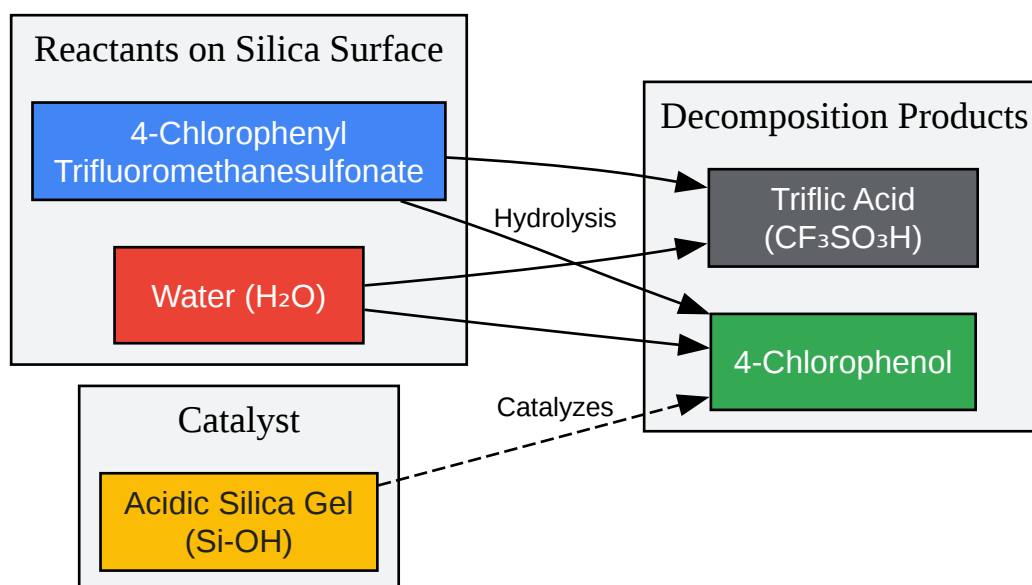 Reactants on Silica Surface
4-Chlorophenyl
Trifluoromethanesulfonate
Water (H₂O)
Hydrolysis
Decomposition Products
Triflic Acid
(CF₃SO₃H)
4-Chlorophenol
Catalyst
Acidic Silica Gel
(Si-OH)
Catalyzes